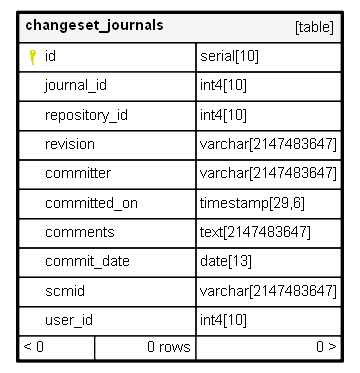 changeset_journals [table]
id serial[10]
journal_id int4[10]
repository_id int4[10]
revision varchar[2147483647]
committer varchar[2147483647]
committed_on timestamp[29,6]
comments text[2147483647]
commit_date date[13]
scmid varchar[2147483647]
user_id int4[10]
< 0 0 rows 0 >